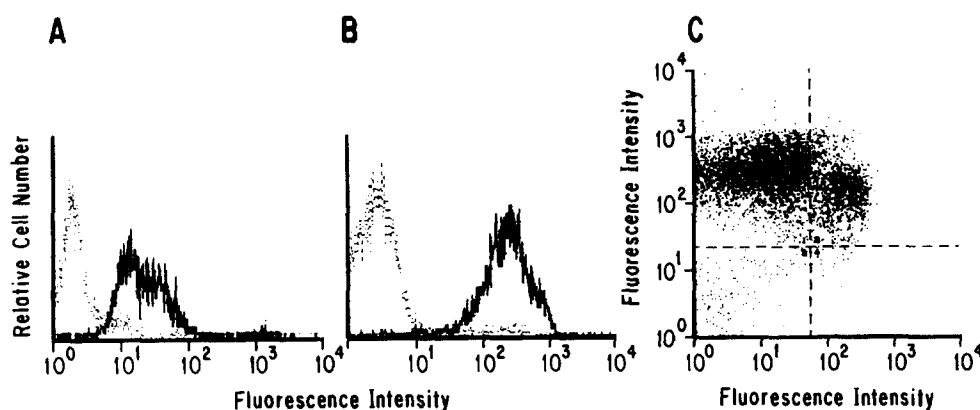 A
B
C
Relative Cell Number
10^0 10^1 10^2 10^3 10^4
10^1 10^2 10^3 10^4
Fluorescence Intensity
Fluorescence Intensity
10^4
10^3
10^2
10^1
10^0
10^0 10^1 10^2 10^3 10^4
Fluorescence Intensity